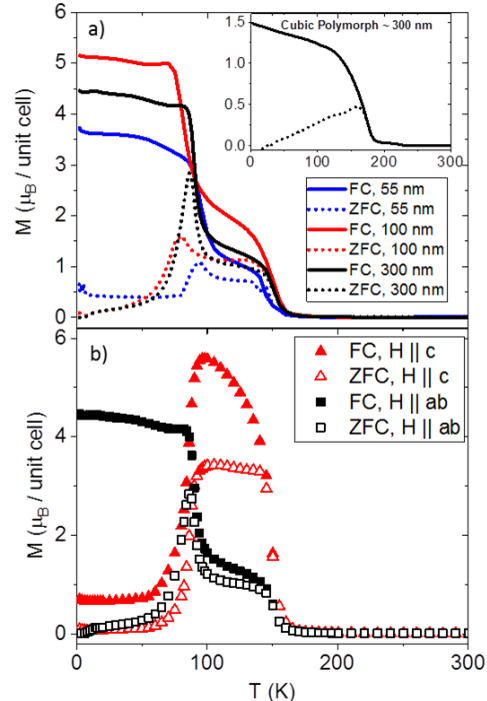 a)
Cubic Polymorph ~ 300 nm
1.5
1.0
0.5
0.0
0 100 200 300
6
5
4
3
2
1
0
M (μB / unit cell)
FC, 55 nm
ZFC, 55 nm
FC, 100 nm
ZFC, 100 nm
FC, 300 nm
ZFC, 300 nm
b)
FC, H || c
ZFC, H || c
FC, H || ab
ZFC, H || ab
6
4
2
0
M (μB / unit cell)
0 100 200 300
T (K)